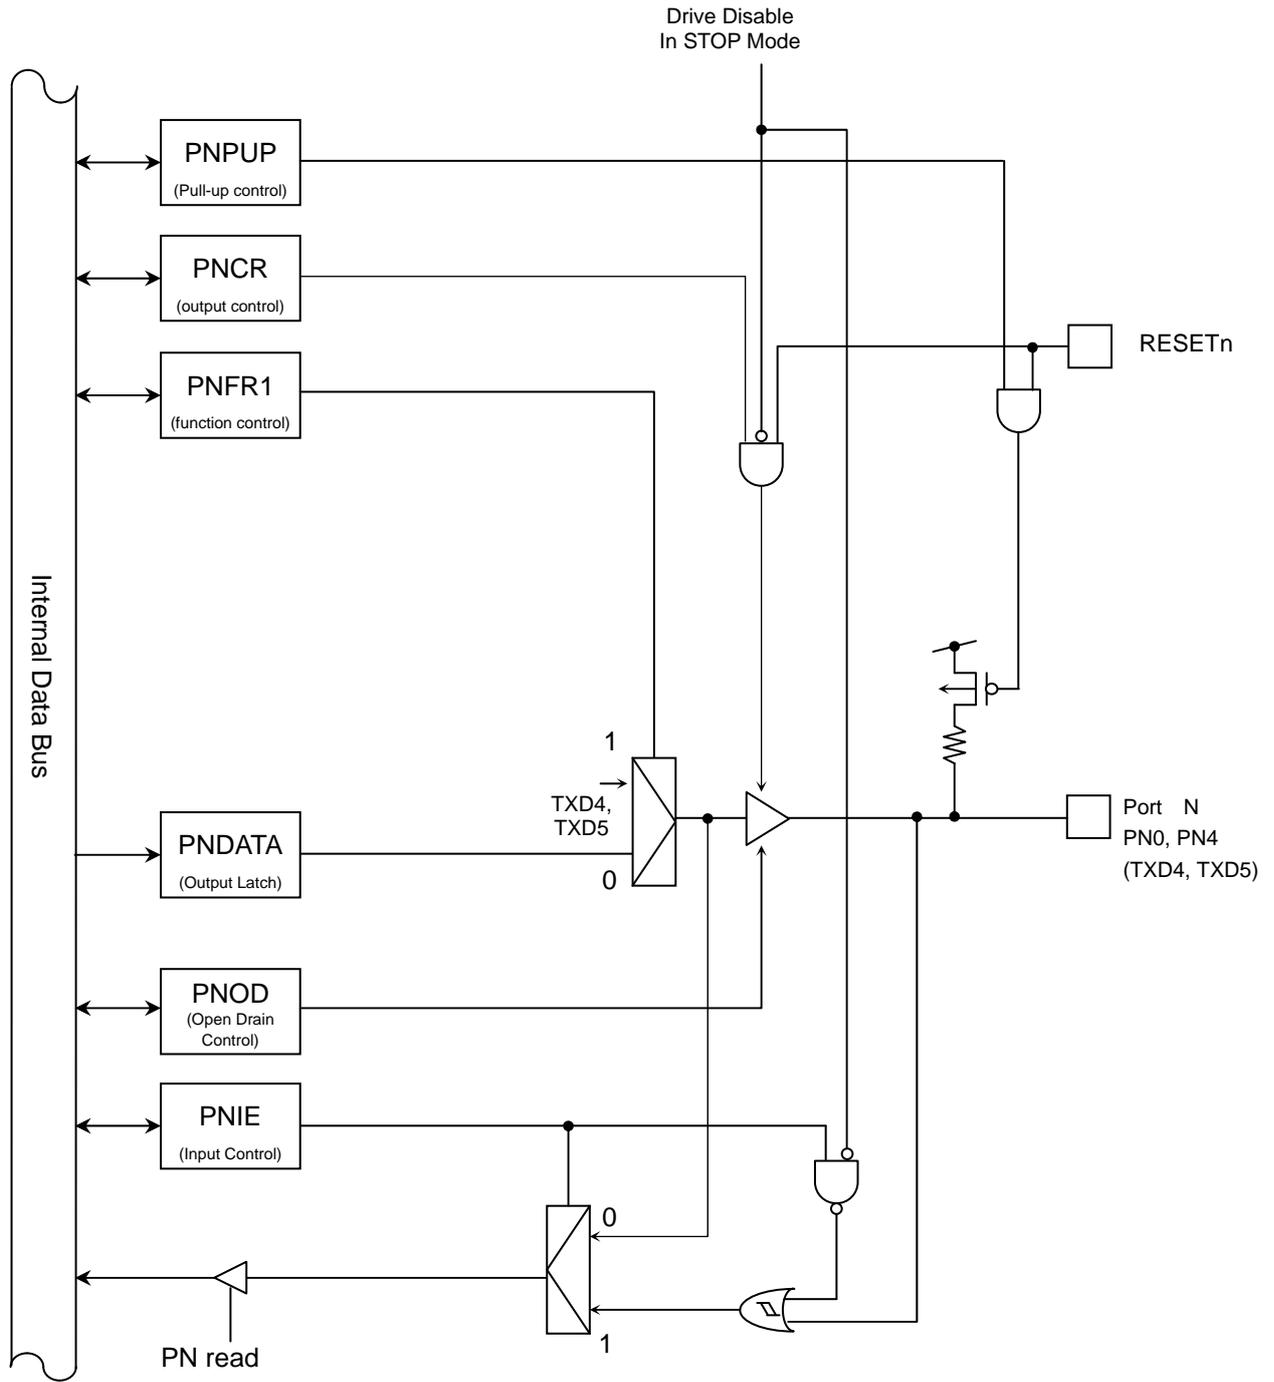 Drive Disable
In STOP Mode
PNPUP
(Pull-up control)
PNCR
(output control)
RESETn
PNFR1
(function control)
Internal Data Bus
1
TXD4,
TXD5
0
Port N
PN0, PN4
(TXD4, TXD5)
PNDATA
(Output Latch)
PNOD
(Open Drain
Control)
PNIE
(Input Control)
0
1
PN read